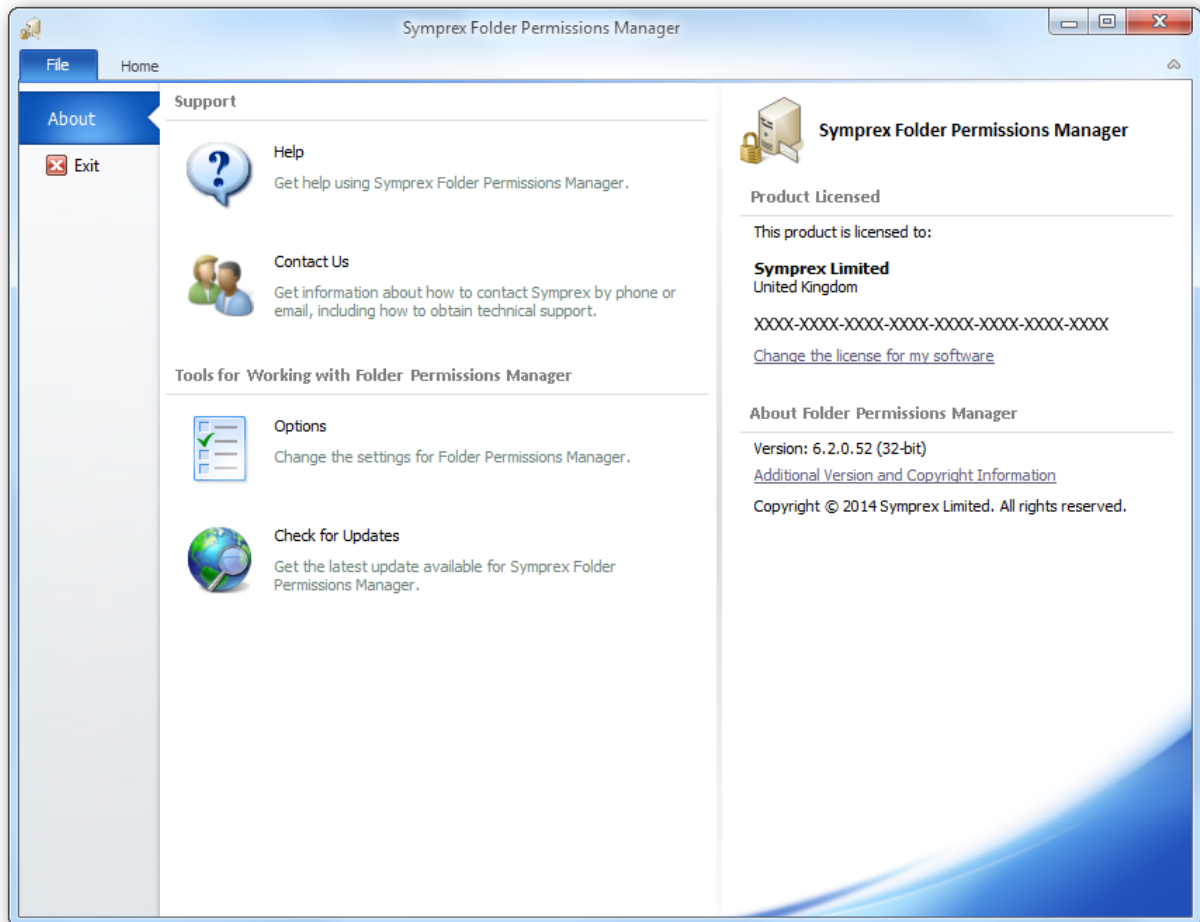 Symprex Folder Permissions Manager
File
Home
About
Exit
Support
Help
Get help using Symprex Folder Permissions Manager.
Contact Us
Get information about how to contact Symprex by phone or
email, including how to obtain technical support.
Tools for Working with Folder Permissions Manager
Options
Change the settings for Folder Permissions Manager.
Check for Updates
Get the latest update available for Symprex Folder
Permissions Manager.
Symprex Folder Permissions Manager
Product Licensed
This product is licensed to:
Symprex Limited
United Kingdom
XXXX-XXXX-XXXX-XXXX-XXXX-XXXX-XXXX-XXXX
Change the license for my software
About Folder Permissions Manager
Version: 6.2.0.52 (32-bit)
Additional Version and Copyright Information
Copyright © 2014 Symprex Limited. All rights reserved.